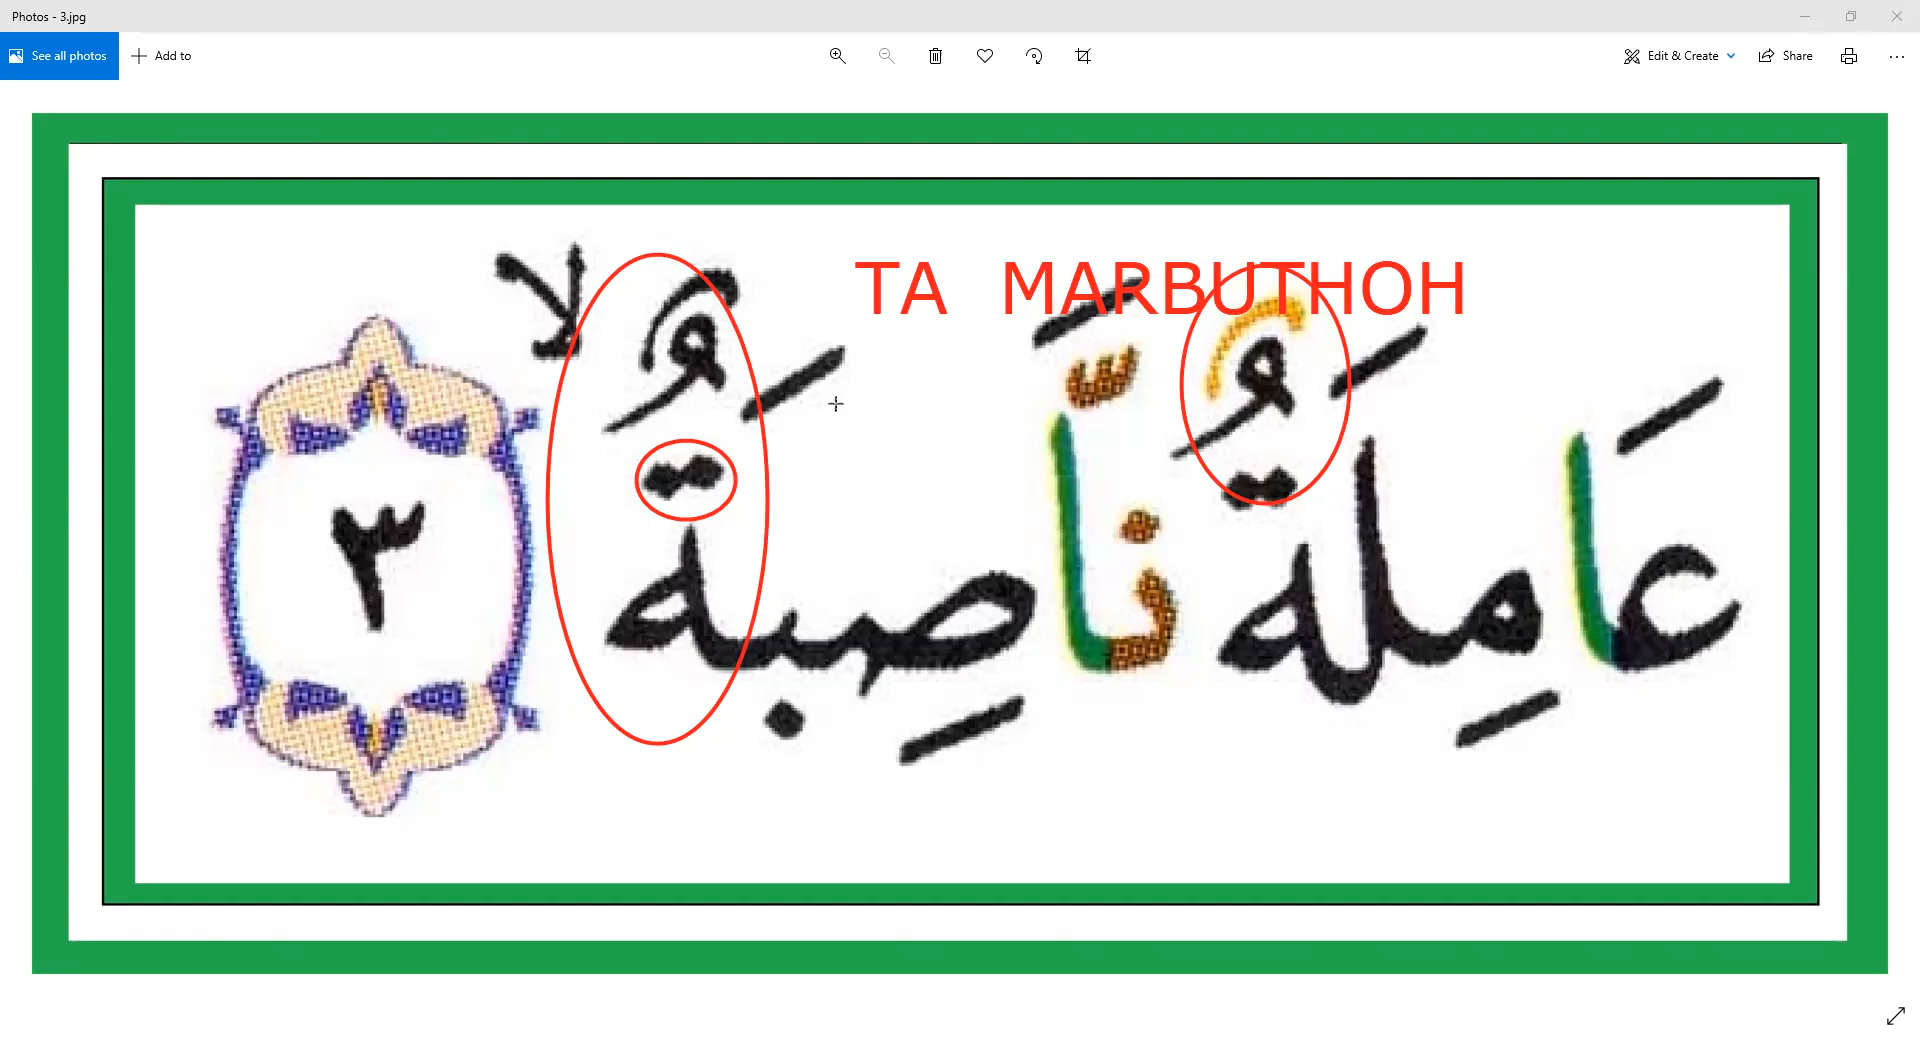 Photos - 3.jpg
See all photos
Add to
Edit & Create
Share
TA MARBUTHOH
عَامِلَةٌ نَّاصِبَةٌ ۙ ٣